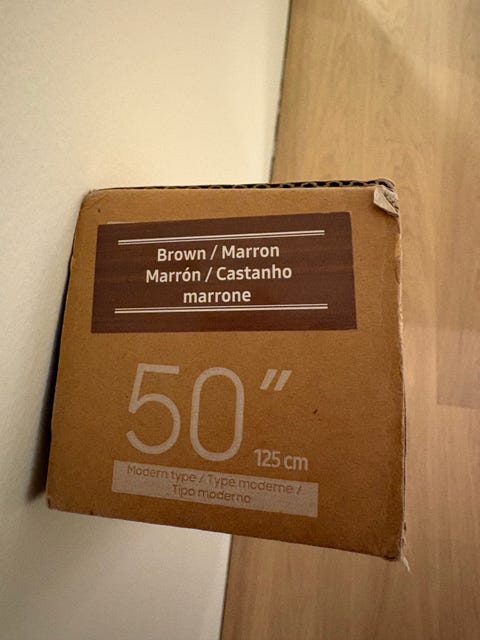 Brown / Marron
Marrón / Castanho
marrone
50”
125 cm
Modern type / Type moderne /
Tipo moderno